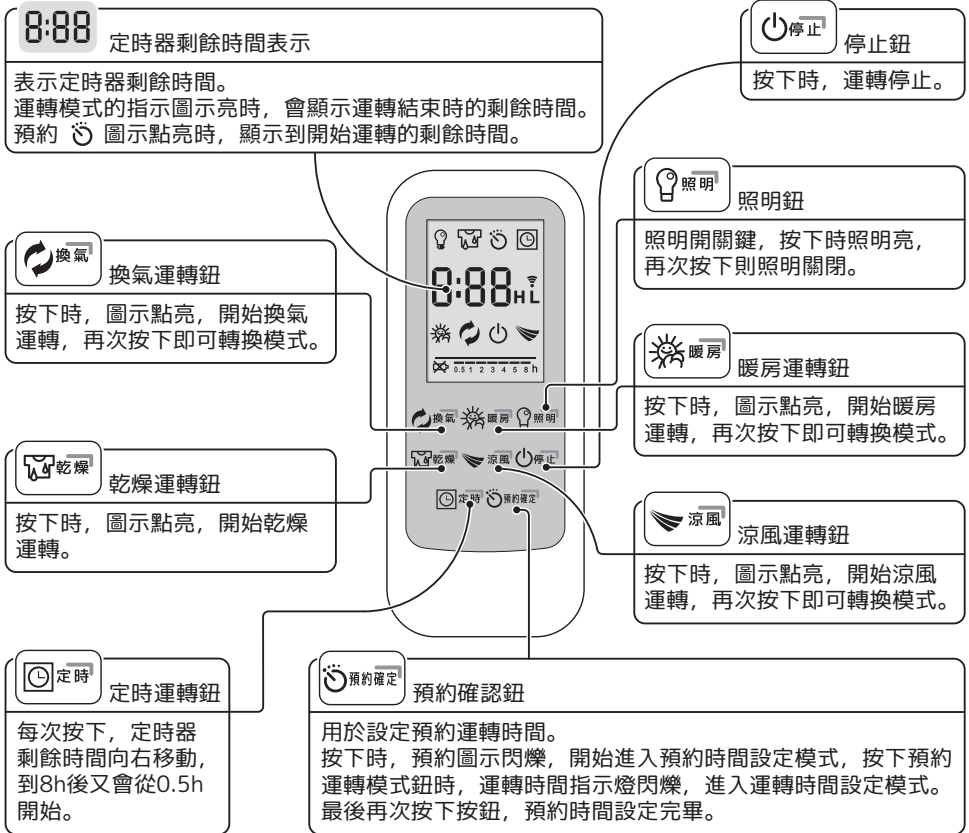 8:88 定時器剩餘時間表示
表示定時器剩餘時間。
運轉模式的指示圖示亮時，會顯示運轉結束時的剩餘時間。
預約 圖示點亮時，顯示到開始運轉的剩餘時間。
停止 停止鈕
按下時，運轉停止。
照明 照明鈕
照明開關鍵，按下時照明亮，
再次按下則照明關閉。
換氣 換氣運轉鈕
按下時，圖示點亮，開始換氣
運轉，再次按下即可轉換模式。
暖房 暖房運轉鈕
按下時，圖示點亮，開始暖房
運轉，再次按下即可轉換模式。
乾燥 乾燥運轉鈕
按下時，圖示點亮，開始乾燥
運轉。
涼風 涼風運轉鈕
按下時，圖示點亮，開始涼風
運轉，再次按下即可轉換模式。
8:88 H L
0.5 1 2 3 4 5 8 h
換氣 暖房 照明
乾燥 涼風 停止
定時 預約確定
定時 定時運轉鈕
每次按下，定時器
剩餘時間向右移動，
到8h後又會從0.5h
開始。
預約確定 預約確認鈕
用於設定預約運轉時間。
按下時，預約圖示閃爍，開始進入預約時間設定模式，按下預約
運轉模式鈕時，運轉時間指示燈閃爍，進入運轉時間設定模式。
最後再次按下按鈕，預約時間設定完畢。